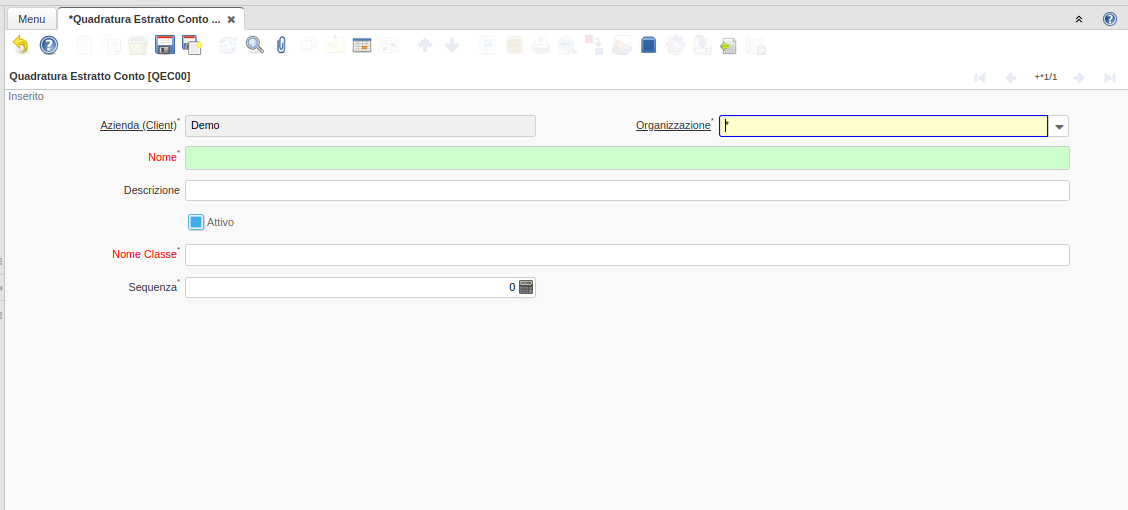 Menu
*Quadratura Estratto Conto ...
Quadratura Estratto Conto [QEC00]
+*1/1
Inserito
Azienda (Client)* Demo
Organizzazione* *
Nome*
Descrizione
Attivo
Nome Classe*
Sequenza* 0